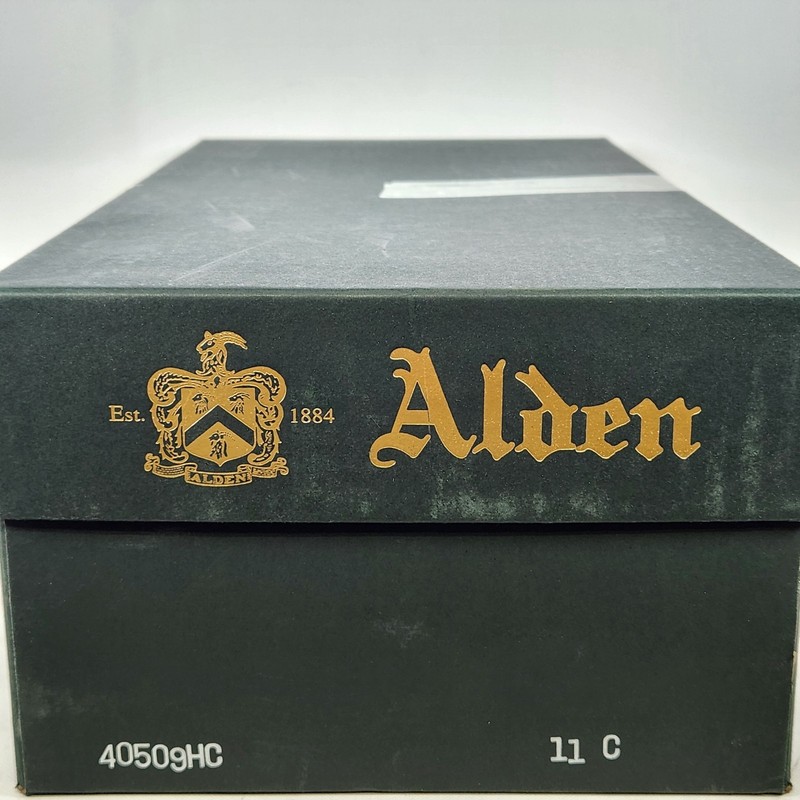 Est. 1884
ALDEN
Alden
40509HC 11 C